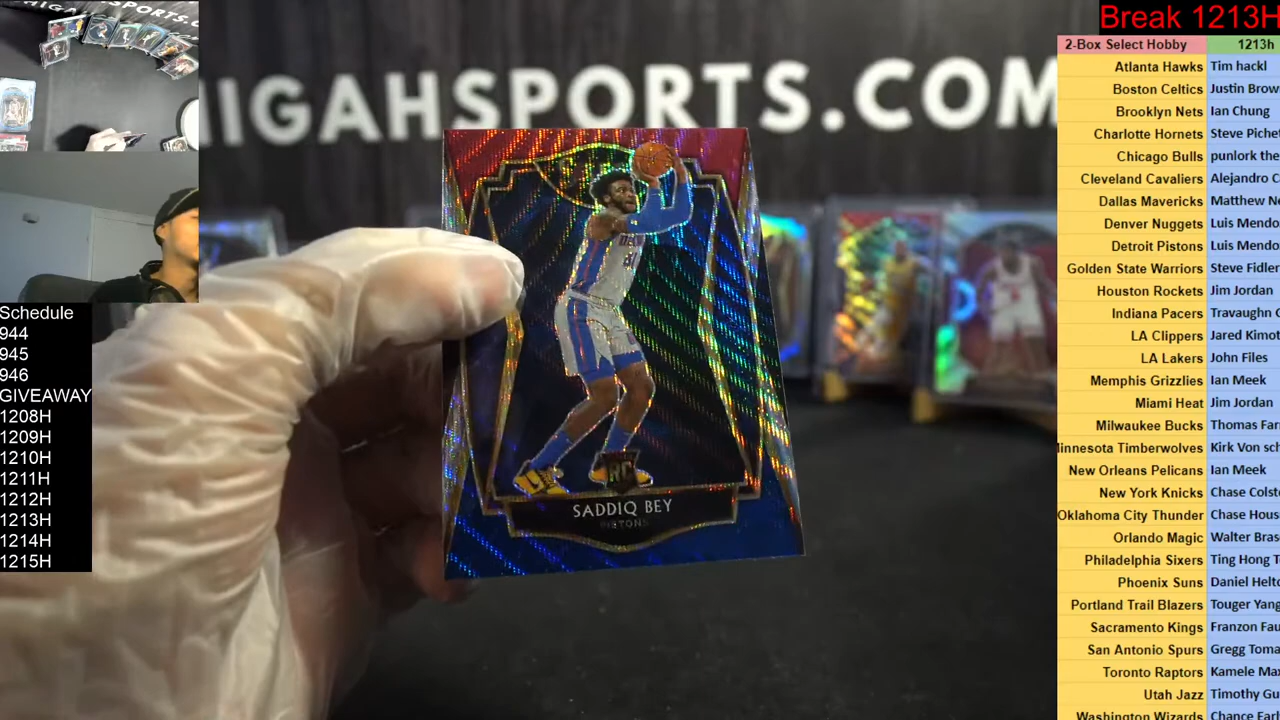 Break 1213H
2-Box Select Hobby 1213h
Atlanta Hawks Tim hackl
Boston Celtics Justin Brow
Brooklyn Nets Ian Chung
Charlotte Hornets Steve Pichet
Chicago Bulls punlork the
Cleveland Cavaliers Alejandro C
Dallas Mavericks Matthew Ne
Denver Nuggets Luis Mendo
Detroit Pistons Luis Mendo
Golden State Warriors Steve Fidler
Houston Rockets Jim Jordan
Indiana Pacers Travaughn
LA Clippers Jared Kimot
LA Lakers John Files
Memphis Grizzlies Ian Meek
Miami Heat Jim Jordan
Milwaukee Bucks Thomas Far
innesota Timberwolves Kirk Von sch
New Orleans Pelicans Ian Meek
New York Knicks Chase Colst
Oklahoma City Thunder Chase Hous
Orlando Magic Walter Bras
Philadelphia Sixers Ting Hong T
Phoenix Suns Daniel Helto
Portland Trail Blazers Touger Yang
Sacramento Kings Franzon Fau
San Antonio Spurs Gregg Toma
Toronto Raptors Kamele Max
Utah Jazz Timothy Gu
Washington Wizards Chance Earl
HIGAHSPORTS.COM
SPORTS.C
SADDIQ BEY
PISTONS
RC
Schedule
944
945
946
GIVEAWAY
1208H
1209H
1210H
1211H
1212H
1213H
1214H
1215H